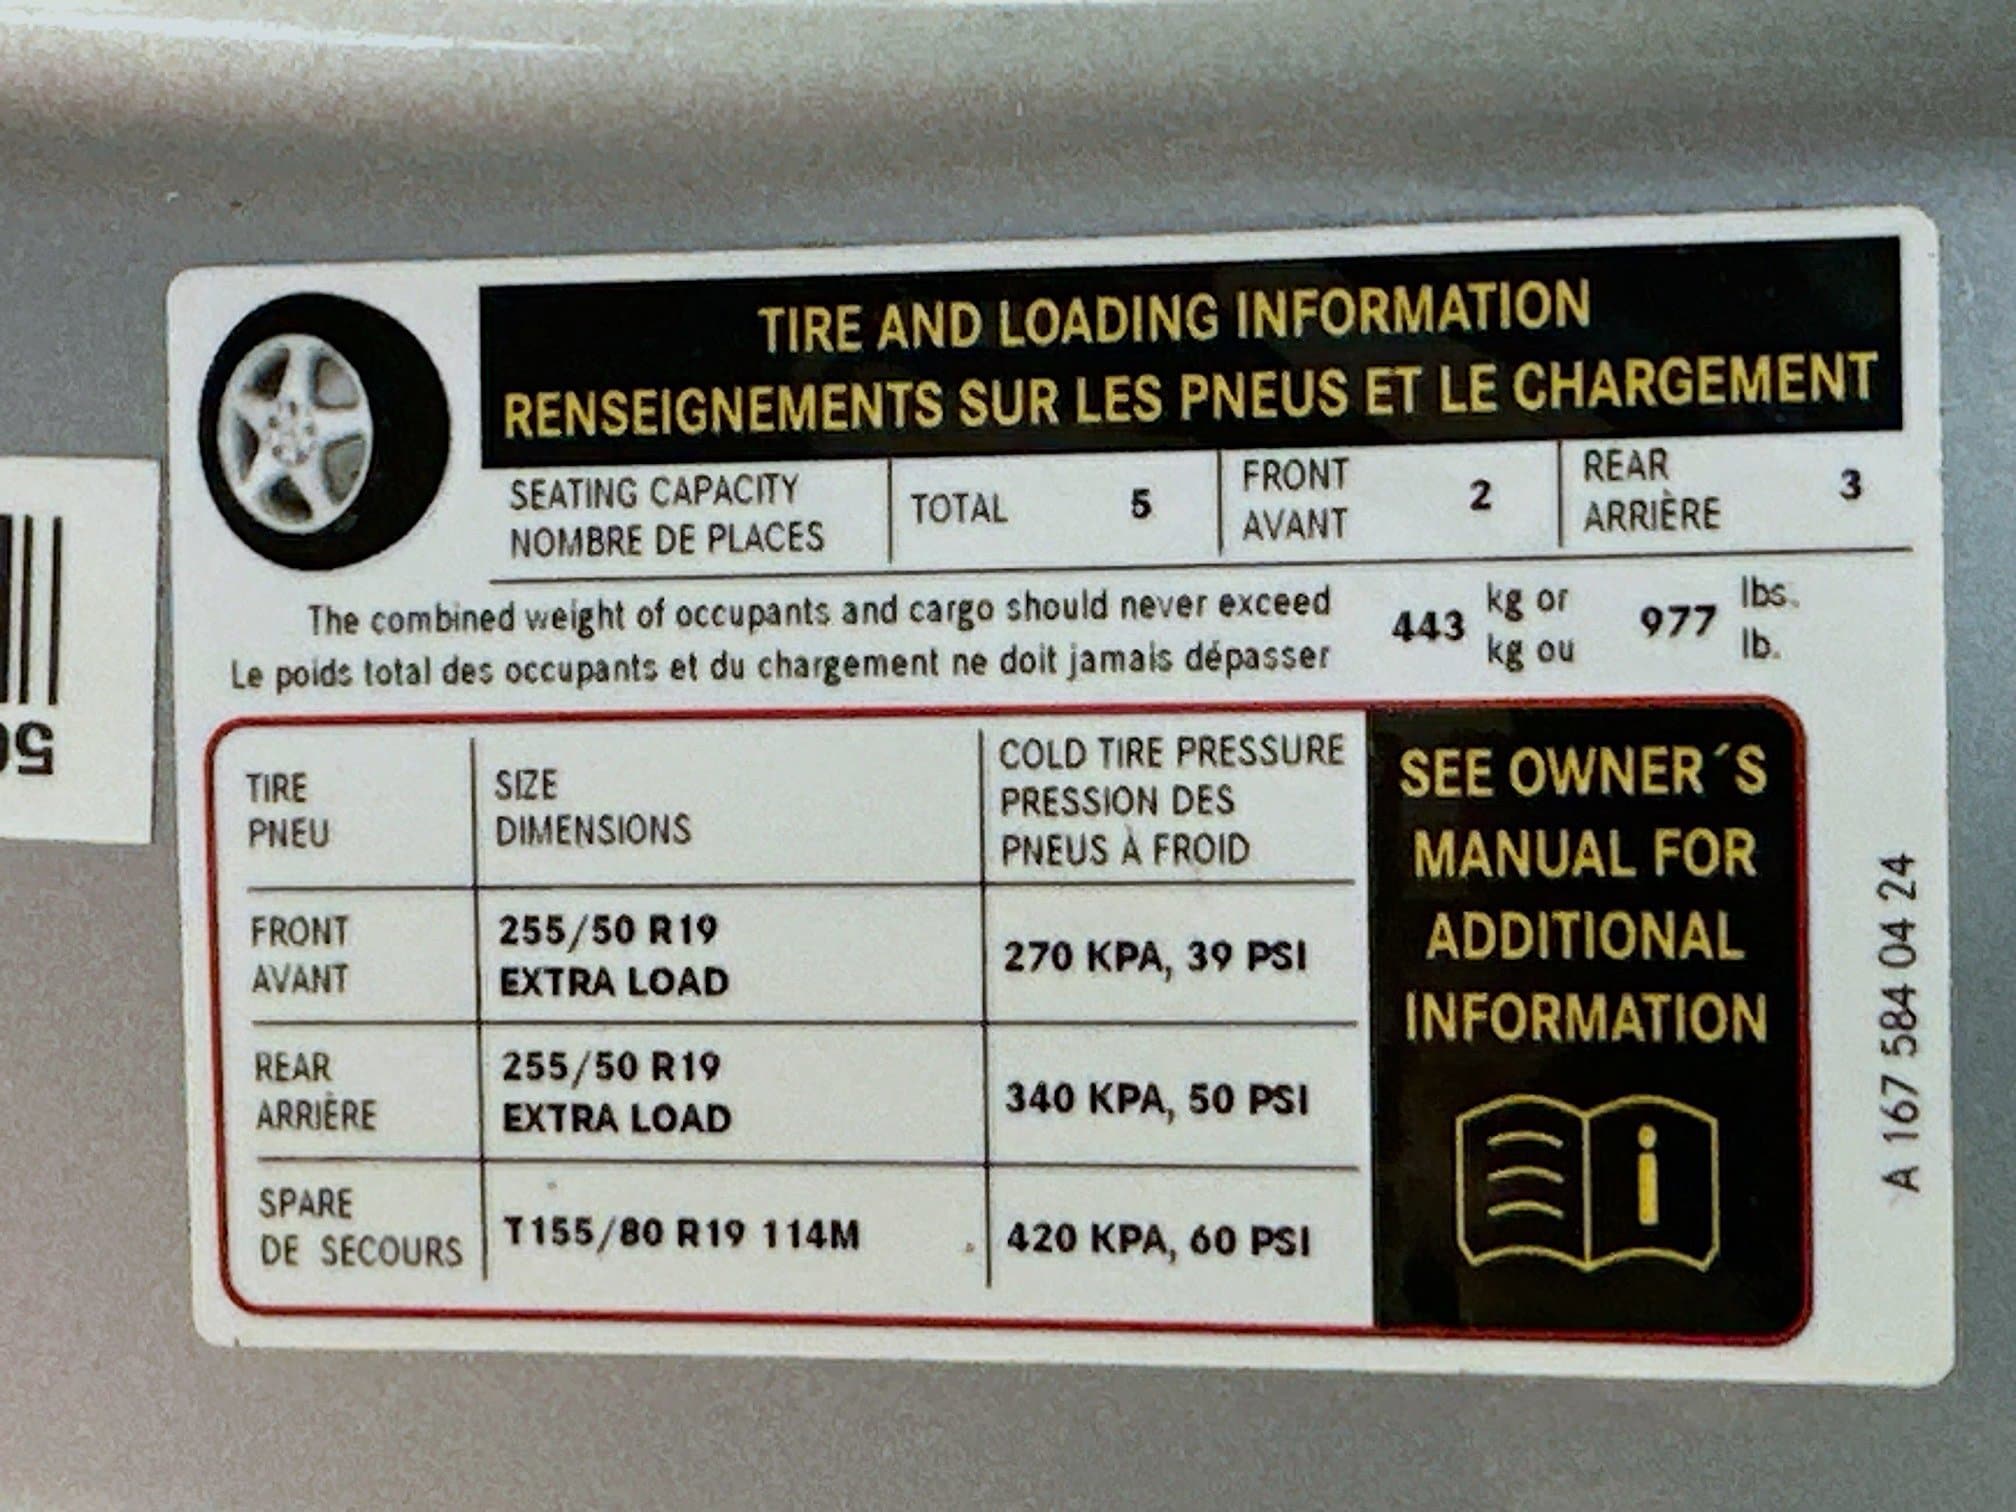 TIRE AND LOADING INFORMATION
RENSEIGNEMENTS SUR LES PNEUS ET LE CHARGEMENT
SEATING CAPACITY
NOMBRE DE PLACES
TOTAL 5
FRONT
AVANT
2
REAR
ARRIÈRE
3
The combined weight of occupants and cargo should never exceed
Le poids total des occupants et du chargement ne doit jamais dépasser
443
kg or
kg ou
977
lbs.
lb.
TIRE
PNEU
SIZE
DIMENSIONS
COLD TIRE PRESSURE
PRESSION DES
PNEUS À FROID
FRONT
AVANT
255/50 R19
EXTRA LOAD
270 KPA, 39 PSI
REAR
ARRIÈRE
255/50 R19
EXTRA LOAD
340 KPA, 50 PSI
SPARE
DE SECOURS
T155/80 R19 114M
420 KPA, 60 PSI
SEE OWNER´S
MANUAL FOR
ADDITIONAL
INFORMATION
i
A 167 584 04 24